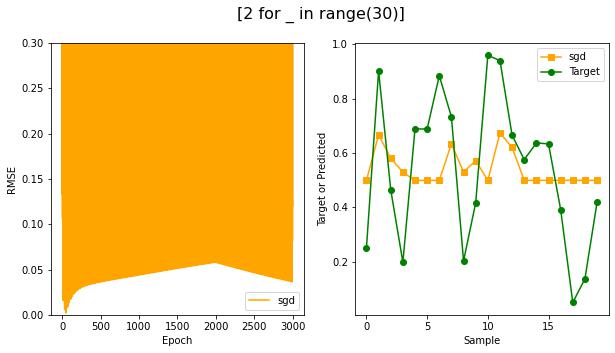 [2 for _ in range(30)]
RMSE
0.30
0.25
0.20
0.15
0.10
0.05
0.00
sgd
0
500
1000
1500
2000
2500
3000
Epoch
Target or Predicted
1.0
0.8
0.6
0.4
0.2
sgd
Target
0
5
10
15
Sample